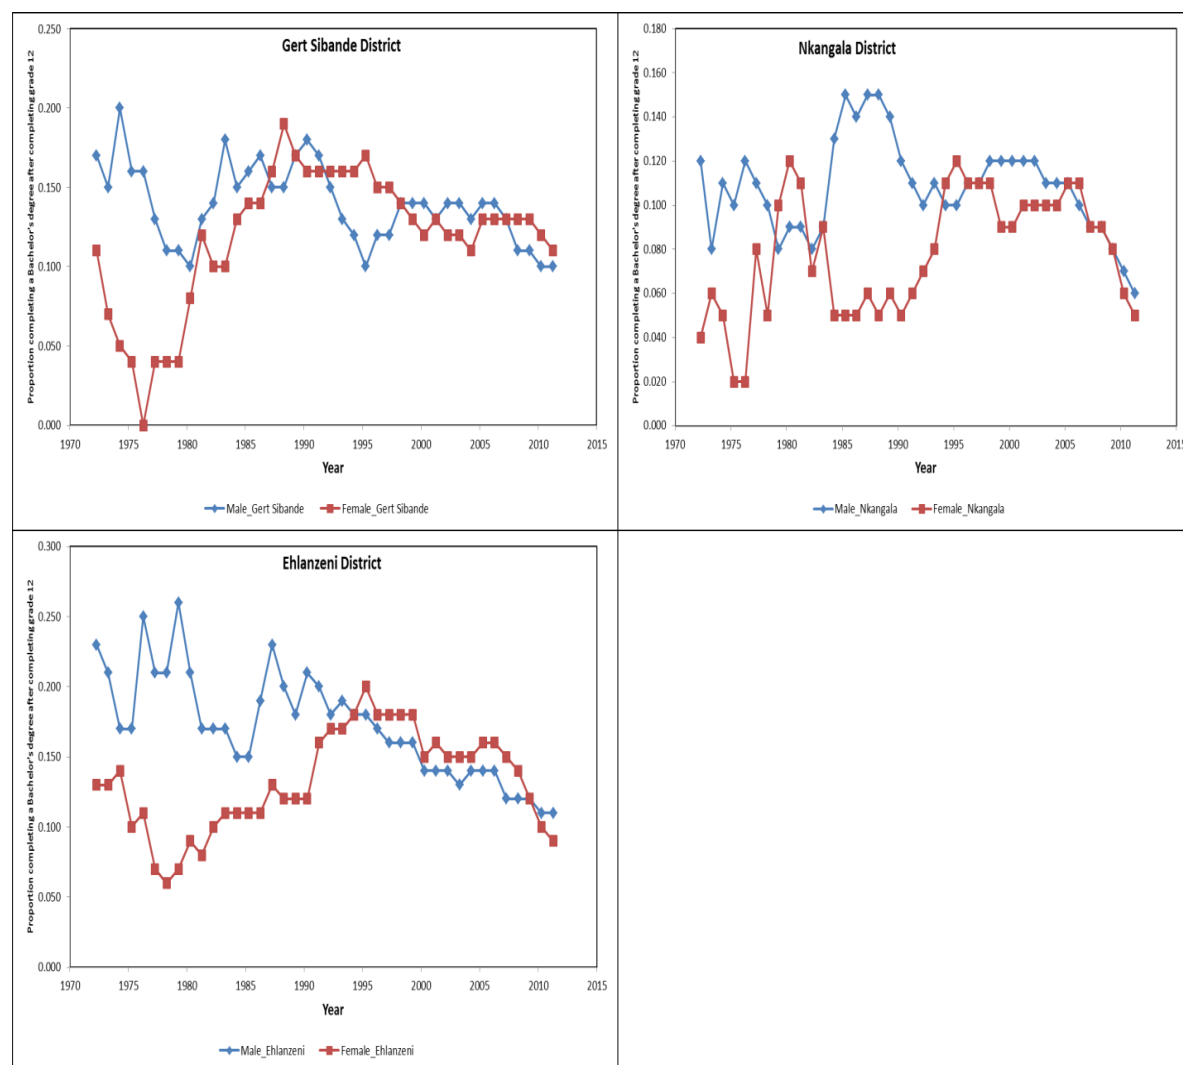 Gert Sibande District
Proportion completing a Bachelor's degree after completing grade 12
0.250
0.200
0.150
0.100
0.050
0.000
1970 1975 1980 1985 1990 1995 2000 2005 2010 2015
Year
Male_Gert Sibande Female_Gert Sibande
Nkangala District
Proportion completing a Bachelor's degree after completing grade 12
0.180
0.160
0.140
0.120
0.100
0.080
0.060
0.040
0.020
0.000
1970 1975 1980 1985 1990 1995 2000 2005 2010 2015
Year
Male_Nkangala Female_Nkangala
Ehlanzeni District
Proportion completing a Bachelor's degree after completing grade 12
0.300
0.250
0.200
0.150
0.100
0.050
0.000
1970 1975 1980 1985 1990 1995 2000 2005 2010 2015
Year
Male_Ehlanzeni Female_Ehlanzeni